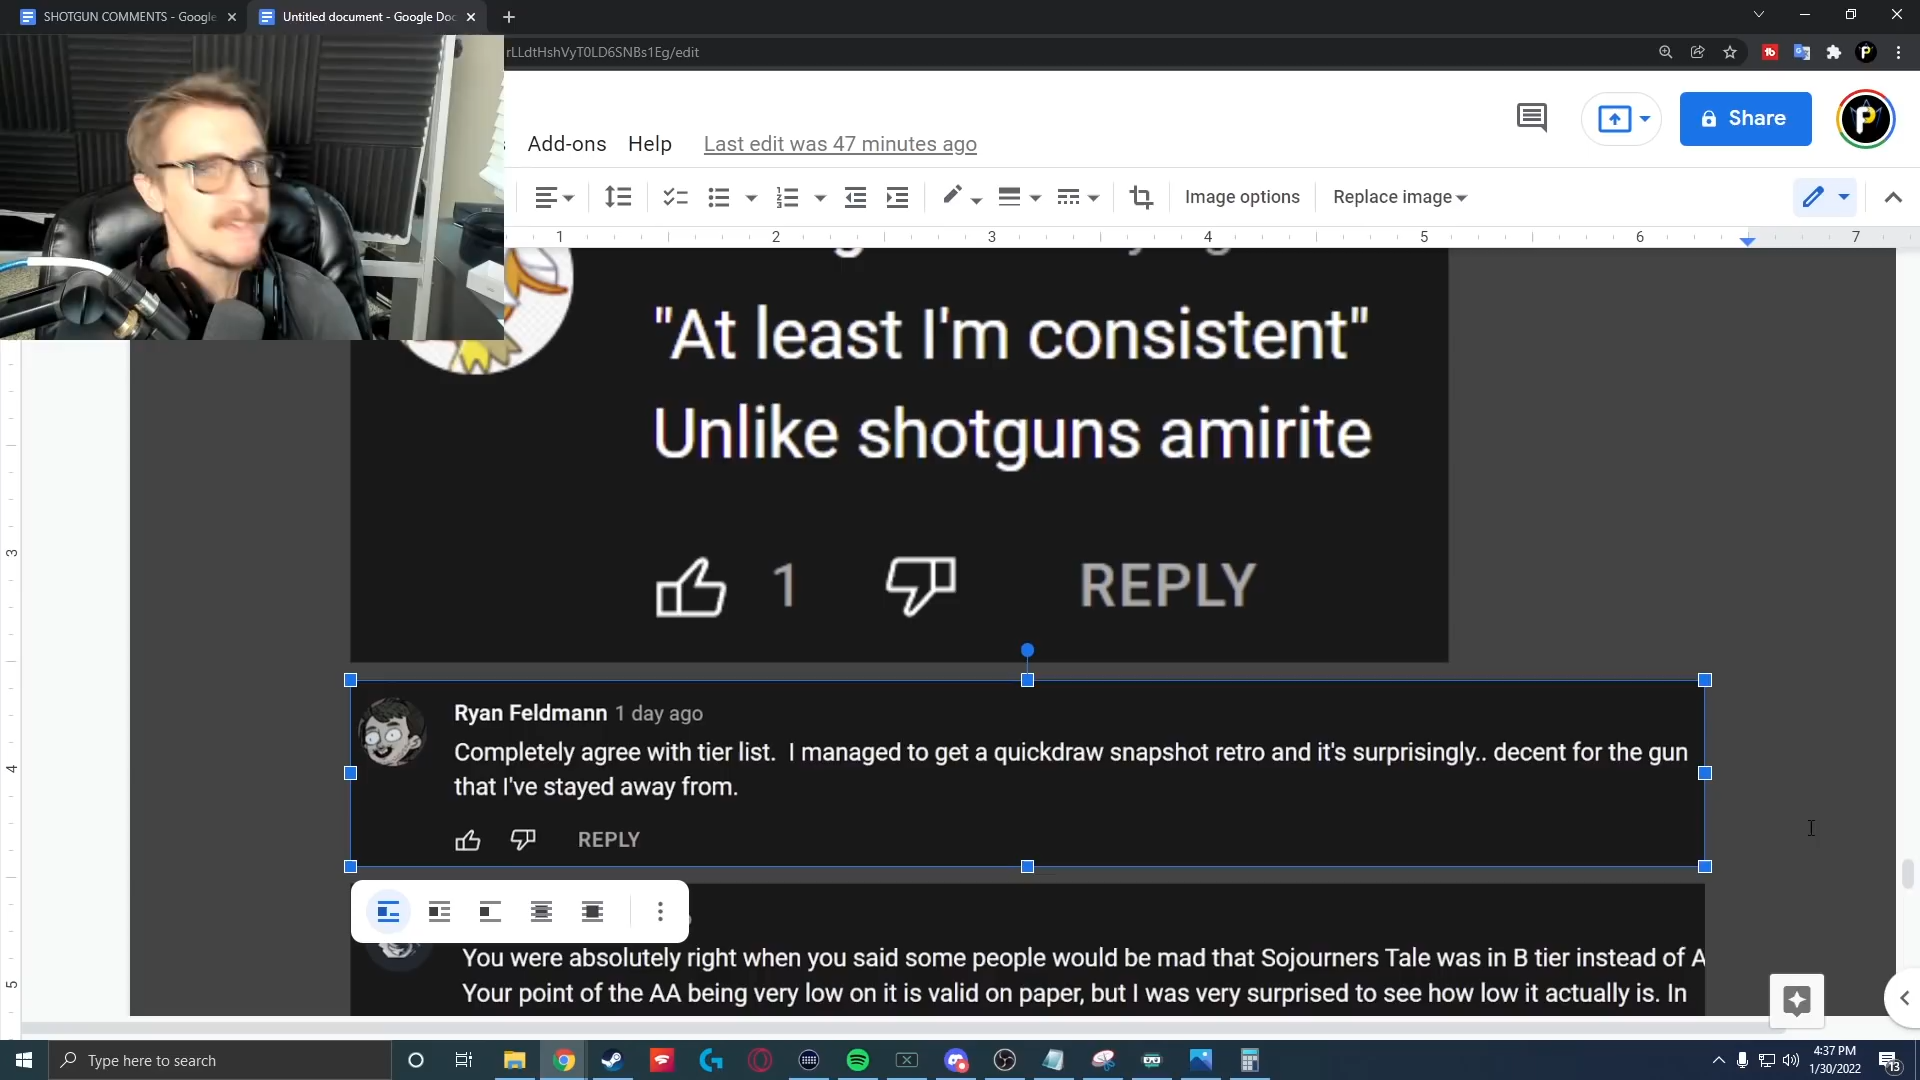 SHOTGUN COMMENTS - Google
Untitled document - Google Doc
rLLdtHshVyT0LD6SNBs1Eg/edit
Add-ons Help Last edit was 47 minutes ago
Share
Image options Replace image
1 2 3 4 5 6 7
"At least I'm consistent"
Unlike shotguns amirite
1 REPLY
3
Ryan Feldmann 1 day ago
Completely agree with tier list. I managed to get a quickdraw snapshot retro and it's surprisingly.. decent for the gun
that I've stayed away from.
REPLY
4
You were absolutely right when you said some people would be mad that Sojourners Tale was in B tier instead of A
Your point of the AA being very low on it is valid on paper, but I was very surprised to see how low it actually is. In
5
Type here to search
4:37 PM
1/30/2022
13